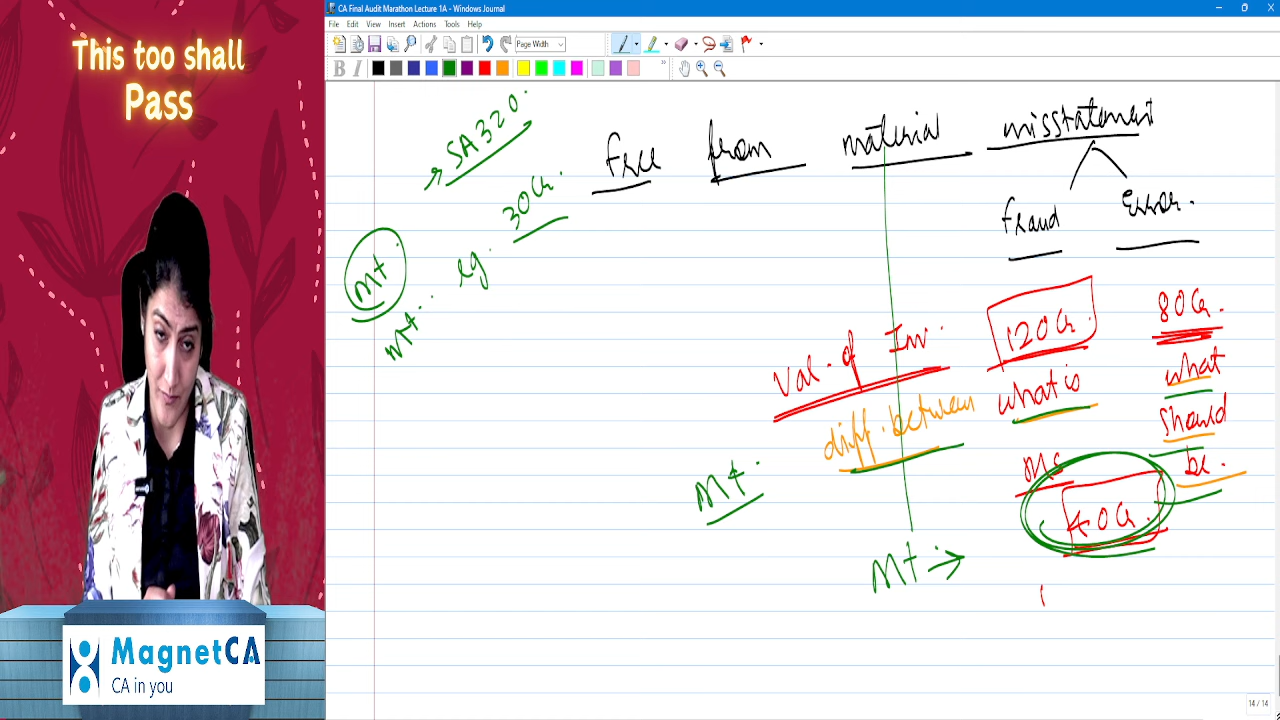 This too shall
Pass
MagnetCA
CA in you
CA Final Audit Marathon Lecture 1A - Windows Journal
File Edit View Insert Actions Tools Help
Page Width
→ SA 320.
free from material misstatement
fraud Error.
Mt.
Mt.
eg. 30Cr.
Val. of Inv. 120Cr. 80Cr.
diff. between what is what
should
be.
Mt.
Ms
40Cr.
Mt →
14 / 14